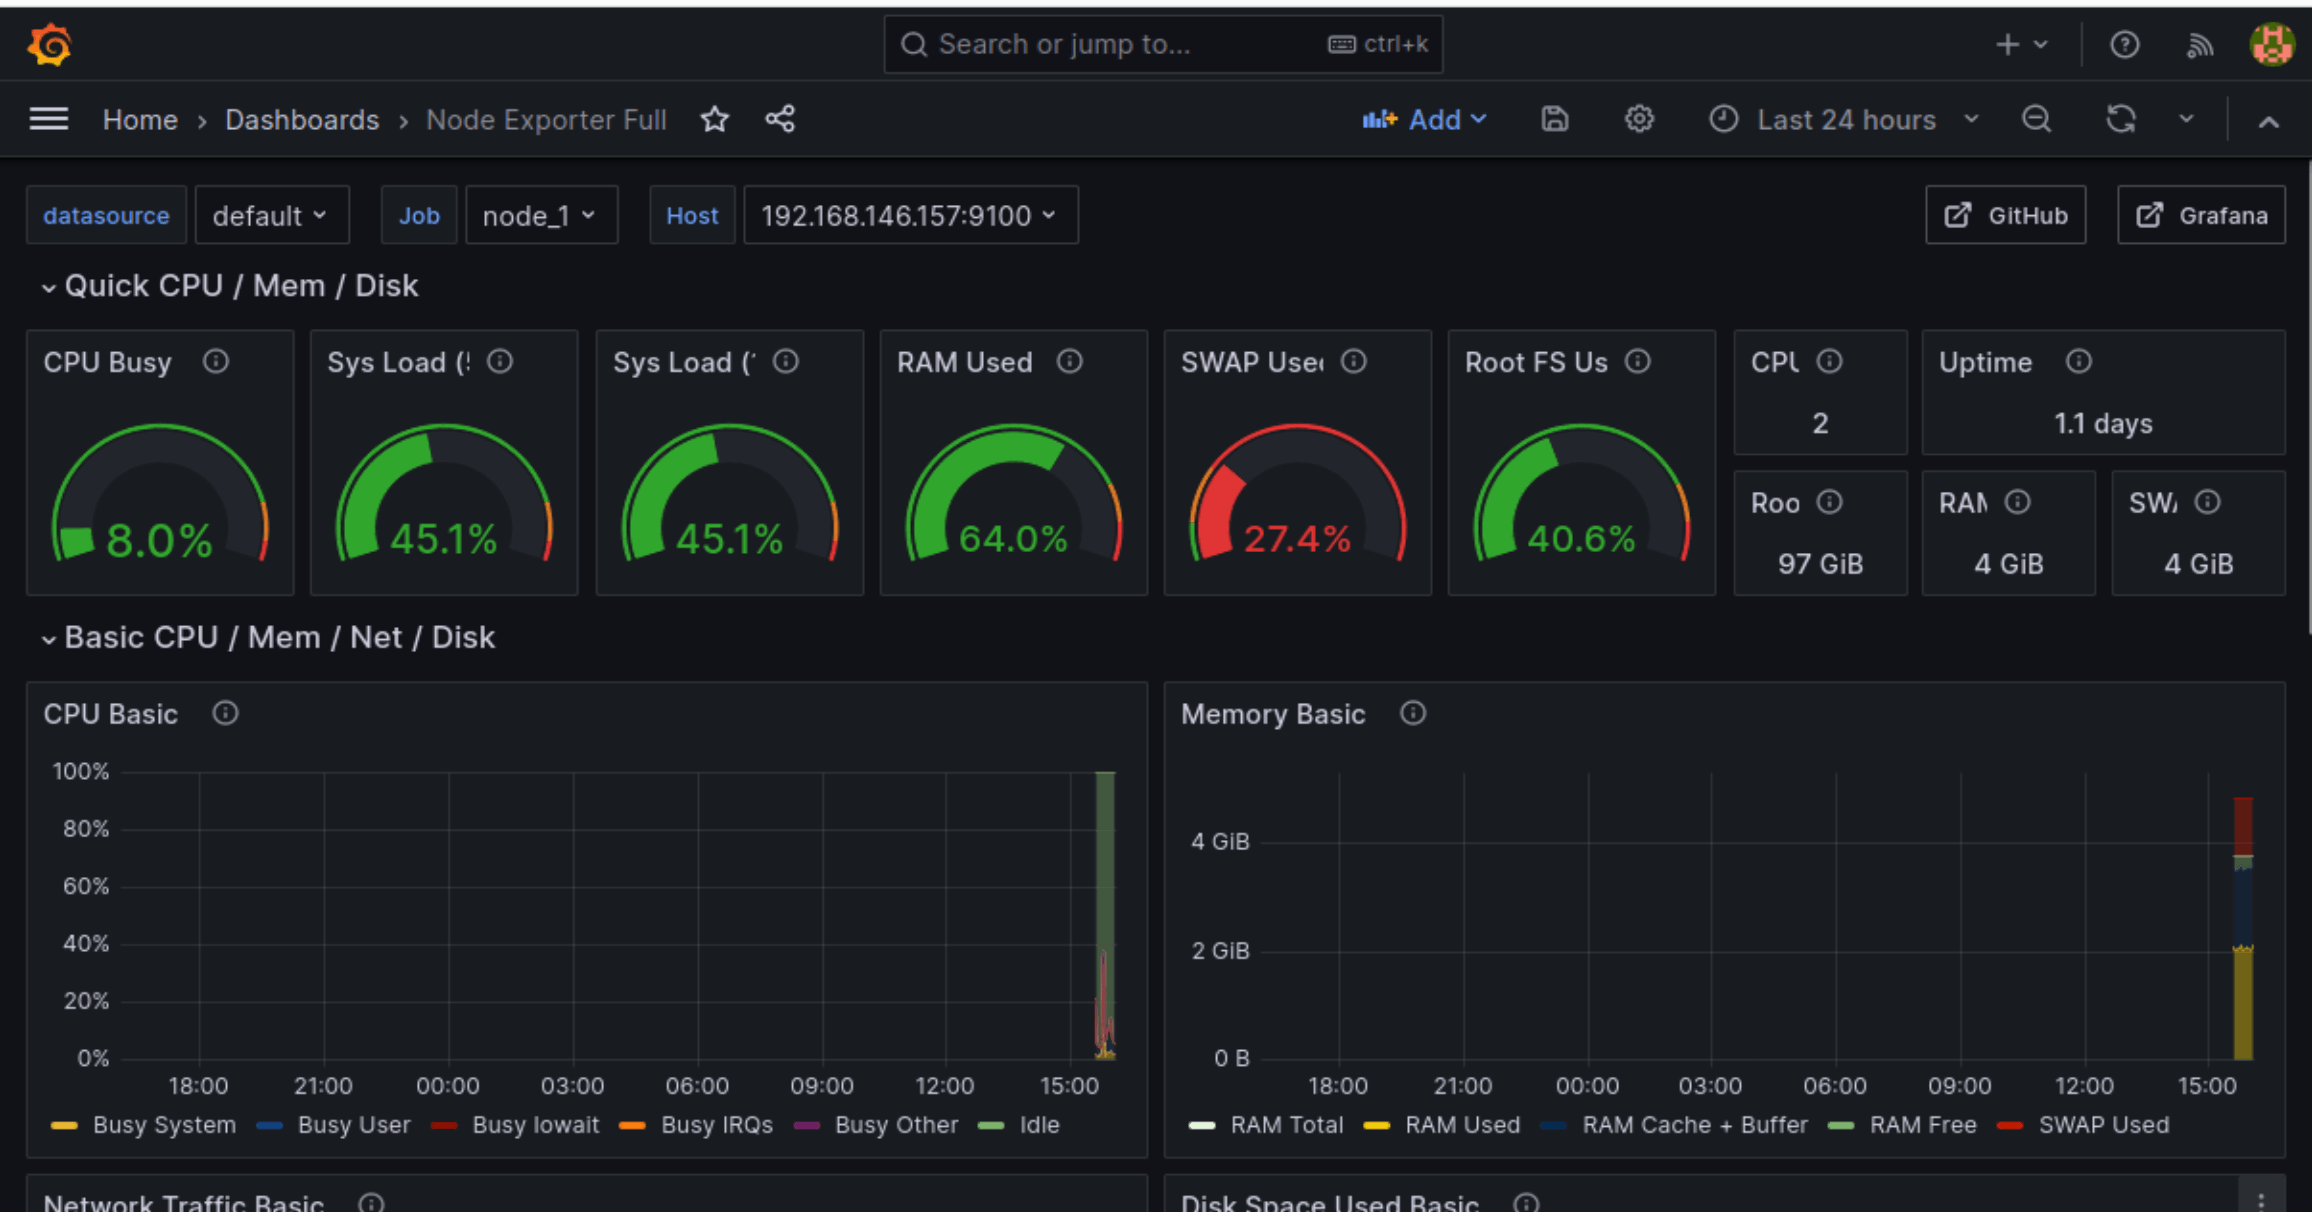 Search or jump to... ctrl+k
Home › Dashboards › Node Exporter Full Add Last 24 hours
datasource default Job node_1 Host 192.168.146.157:9100 GitHub Grafana
Quick CPU / Mem / Disk
CPU Busy Sys Load ( Sys Load ( RAM Used SWAP Use Root FS Us CPU Uptime
2 1.1 days
Roo RAM SW
8.0% 45.1% 45.1% 64.0% 27.4% 40.6%
97 GiB 4 GiB 4 GiB
Basic CPU / Mem / Net / Disk
CPU Basic
100%
80%
60%
40%
20%
0%
18:00 21:00 00:00 03:00 06:00 09:00 12:00 15:00
Busy System Busy User Busy Iowait Busy IRQs Busy Other Idle
Memory Basic
4 GiB
2 GiB
0 B
18:00 21:00 00:00 03:00 06:00 09:00 12:00 15:00
RAM Total RAM Used RAM Cache + Buffer RAM Free SWAP Used
Network Traffic Basic
Disk Space Used Basic